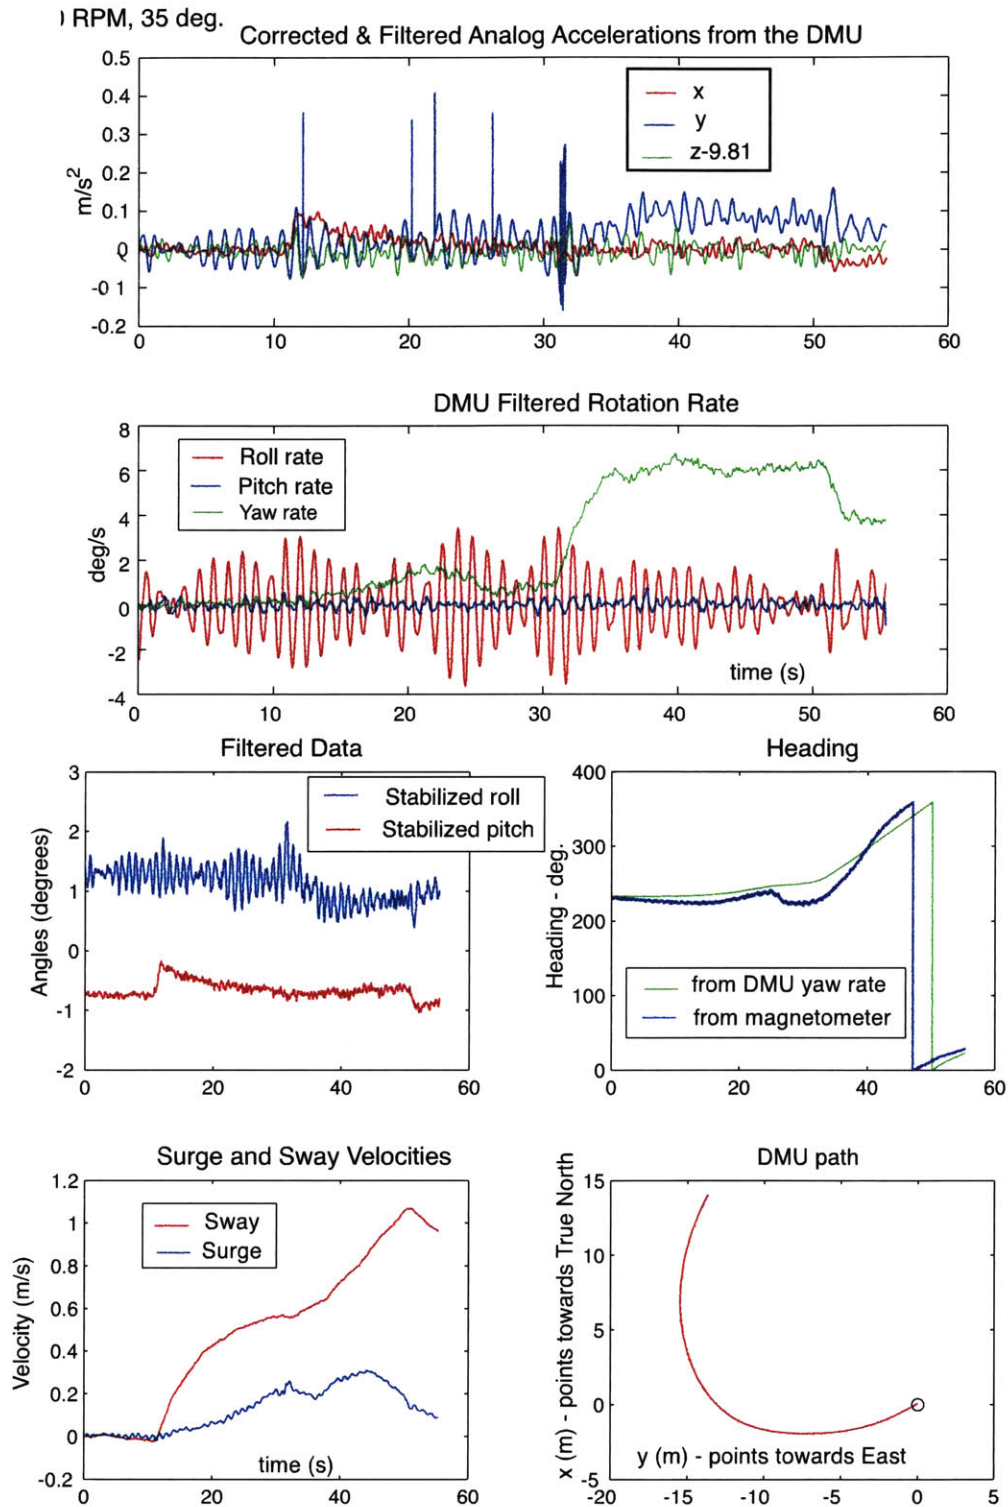 ) RPM, 35 deg.
Corrected & Filtered Analog Accelerations from the DMU
0.5
0.4
0.3
0.2
0.1
0
-0 1
-0.2
m/s2
x
y
z-9.81
0 10 20 30 40 50 60
DMU Filtered Rotation Rate
8
6
4
2
0
-2
-4
deg/s
Roll rate
Pitch rate
Yaw rate
time (s)
0 10 20 30 40 50 60
Filtered Data
3
2
1
0
-1
-2
Angles (degrees)
Stabilized roll
Stabilized pitch
0 20 40 60
Heading
400
300
200
100
0
Heading - deg.
from DMU yaw rate
from magnetometer
0 20 40 60
Surge and Sway Velocities
1.2
1
0.8
0.6
0.4
0.2
0
-0.2
Velocity (m/s)
Sway
Surge
time (s)
0 20 40 60
DMU path
15
10
5
0
-5
x (m) - points towards True North
y (m) - points towards East
-20 -15 -10 -5 0 5